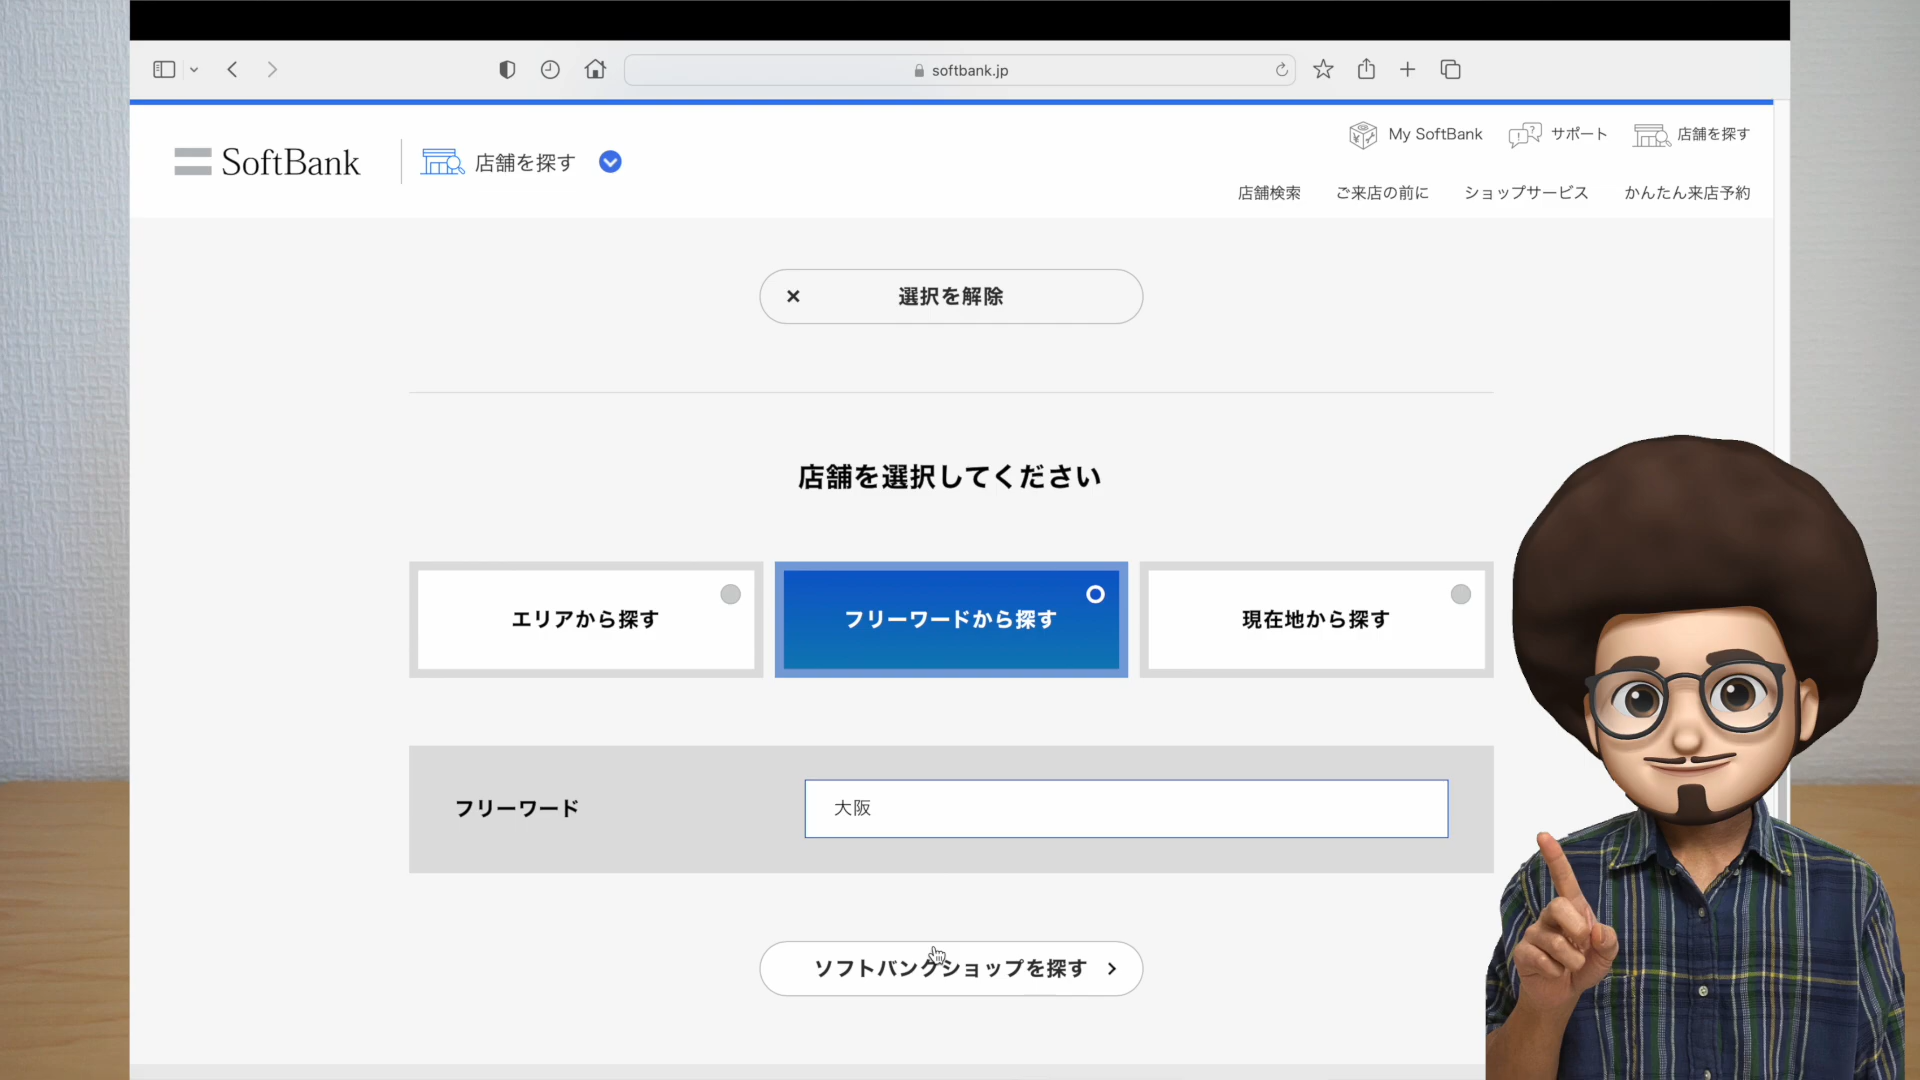 softbank.jp
My SoftBank サポート 店舗を探す
SoftBank 店舗を探す
店舗検索 ご来店の前に ショップサービス かんたん来店予約
× 選択を解除
店舗を選択してください
エリアから探す フリーワードから探す 現在地から探す
フリーワード 大阪
ソフトバンクショップを探す